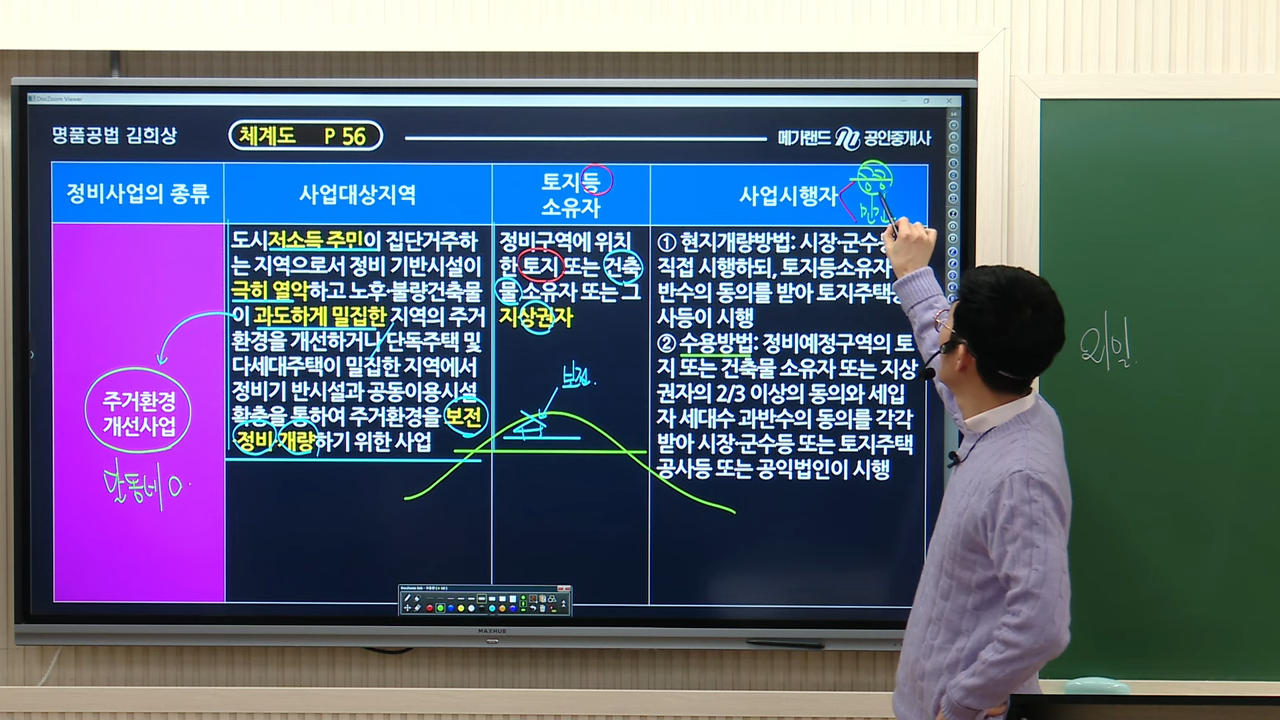 DocZoom Viewer
명품공법 김희상
체계도 P 56
메가랜드 공인중개사
정비사업의 종류
사업대상지역
토지등
소유자
사업시행자
민간
도시저소득 주민이 집단거주하
는 지역으로서 정비 기반시설이
극히 열악하고 노후·불량건축물
이 과도하게 밀집한 지역의 주거
환경을 개선하거나 단독주택 및
다세대주택이 밀집한 지역에서
정비기 반시설과 공동이용시설
확충을 통하여 주거환경을 보전
정비 개량하기 위한 사업
정비구역에 위치
한 토지 또는 건축
물 소유자 또는 그
지상권자
보전
① 현지개량방법: 시장·군수
직접 시행하되, 토지등소유자
반수의 동의를 받아 토지주택
사등이 시행
② 수용방법: 정비예정구역의 토
지 또는 건축물 소유자 또는 지상
권자의 2/3 이상의 동의와 세입
자 세대수 과반수의 동의를 각각
받아 시장·군수등 또는 토지주택
공사등 또는 공익법인이 시행
주거환경
개선사업
달동네
MAXHUB